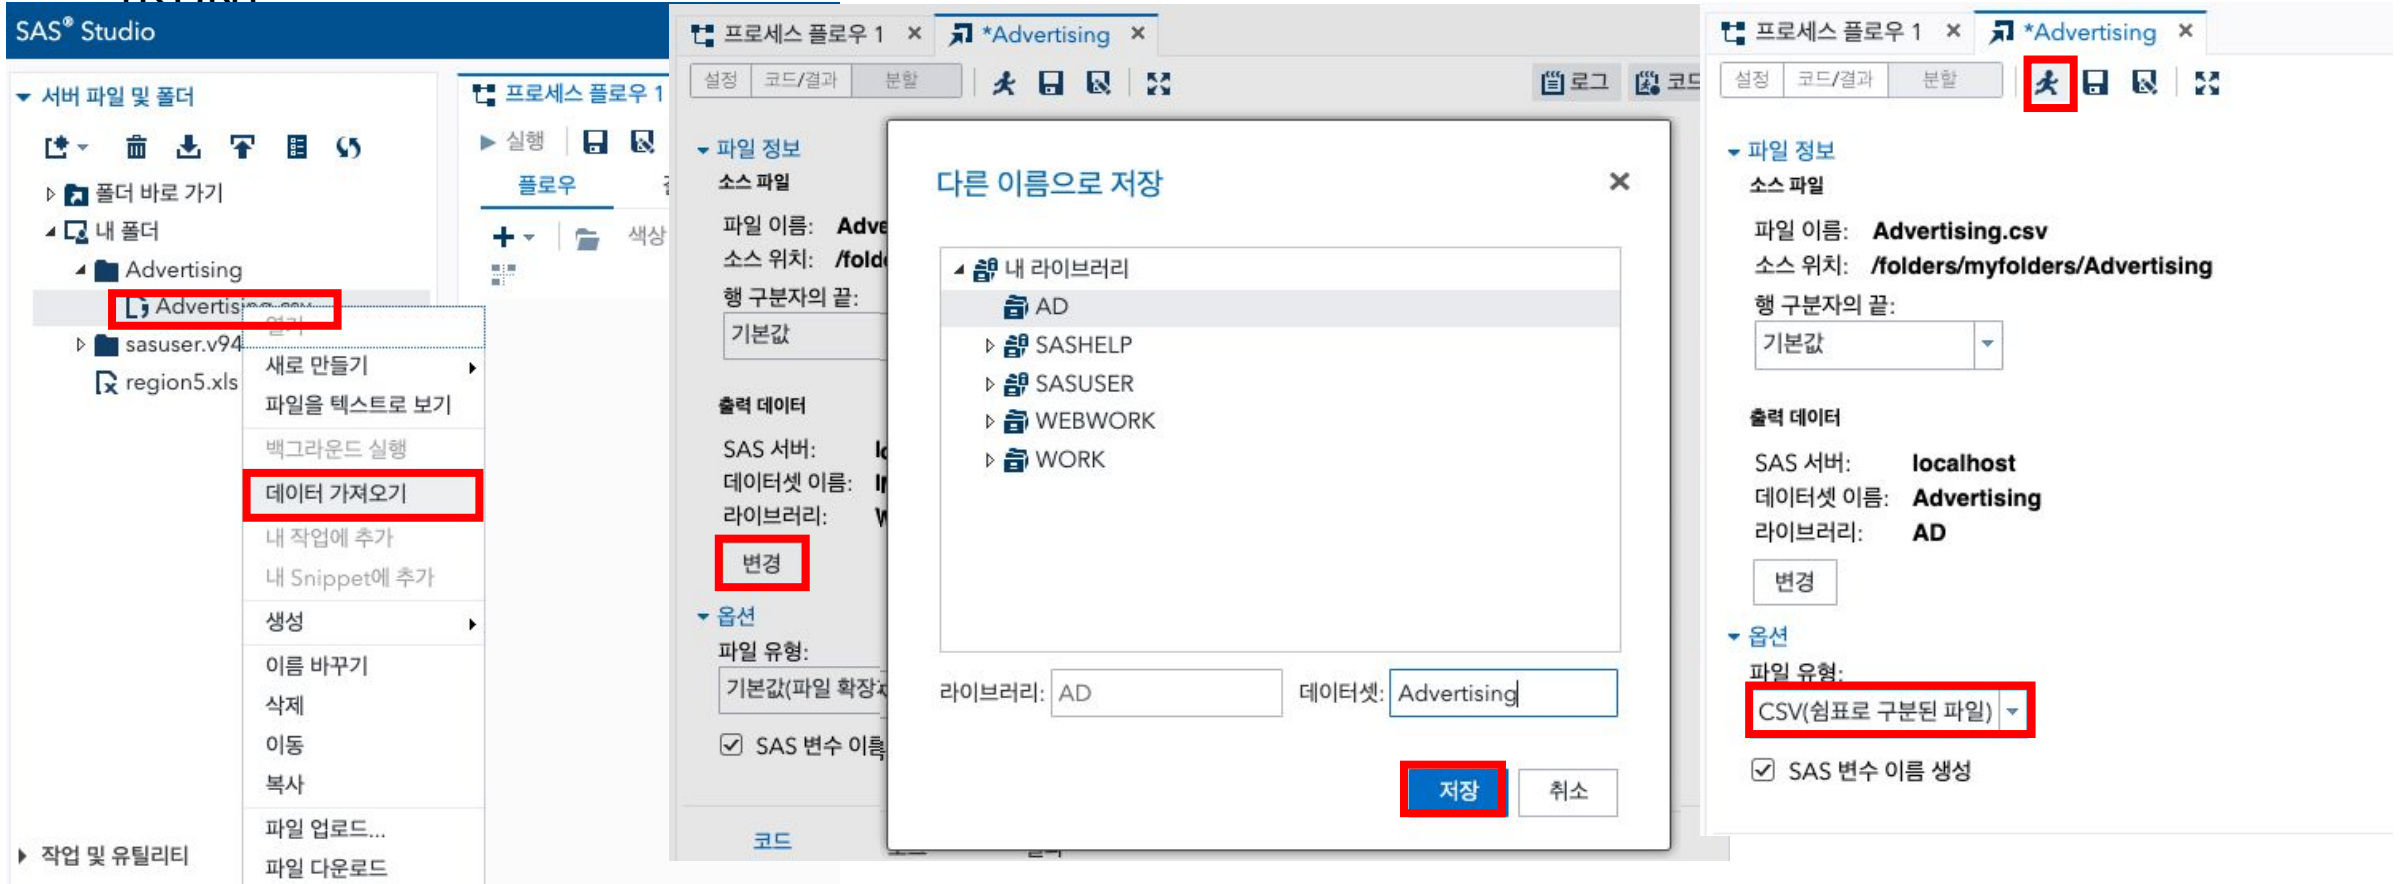 SAS® Studio
서버 파일 및 폴더
폴더 바로 가기
내 폴더
Advertising
Advertising.csv
sasuser.v94
region5.xls
작업 및 유틸리티
열기
새로 만들기
파일을 텍스트로 보기
백그라운드 실행
데이터 가져오기
내 작업에 추가
내 Snippet에 추가
생성
이름 바꾸기
삭제
이동
복사
파일 업로드...
파일 다운로드
프로세스 플로우 1
실행
플로우
색상
프로세스 플로우 1 *Advertising
설정 코드/결과 분할 로그 코드
파일 정보
소스 파일
파일 이름: Adve
소스 위치: /folde
행 구분자의 끝:
기본값
출력 데이터
SAS 서버:
데이터셋 이름:
라이브러리:
변경
옵션
파일 유형:
기본값(파일 확장
SAS 변수 이름
코드
다른 이름으로 저장
내 라이브러리
AD
SASHELP
SASUSER
WEBWORK
WORK
라이브러리: AD 데이터셋: Advertising
저장 취소
프로세스 플로우 1 *Advertising
설정 코드/결과 분할
파일 정보
소스 파일
파일 이름: Advertising.csv
소스 위치: /folders/myfolders/Advertising
행 구분자의 끝:
기본값
출력 데이터
SAS 서버: localhost
데이터셋 이름: Advertising
라이브러리: AD
변경
옵션
파일 유형:
CSV(쉼표로 구분된 파일)
SAS 변수 이름 생성